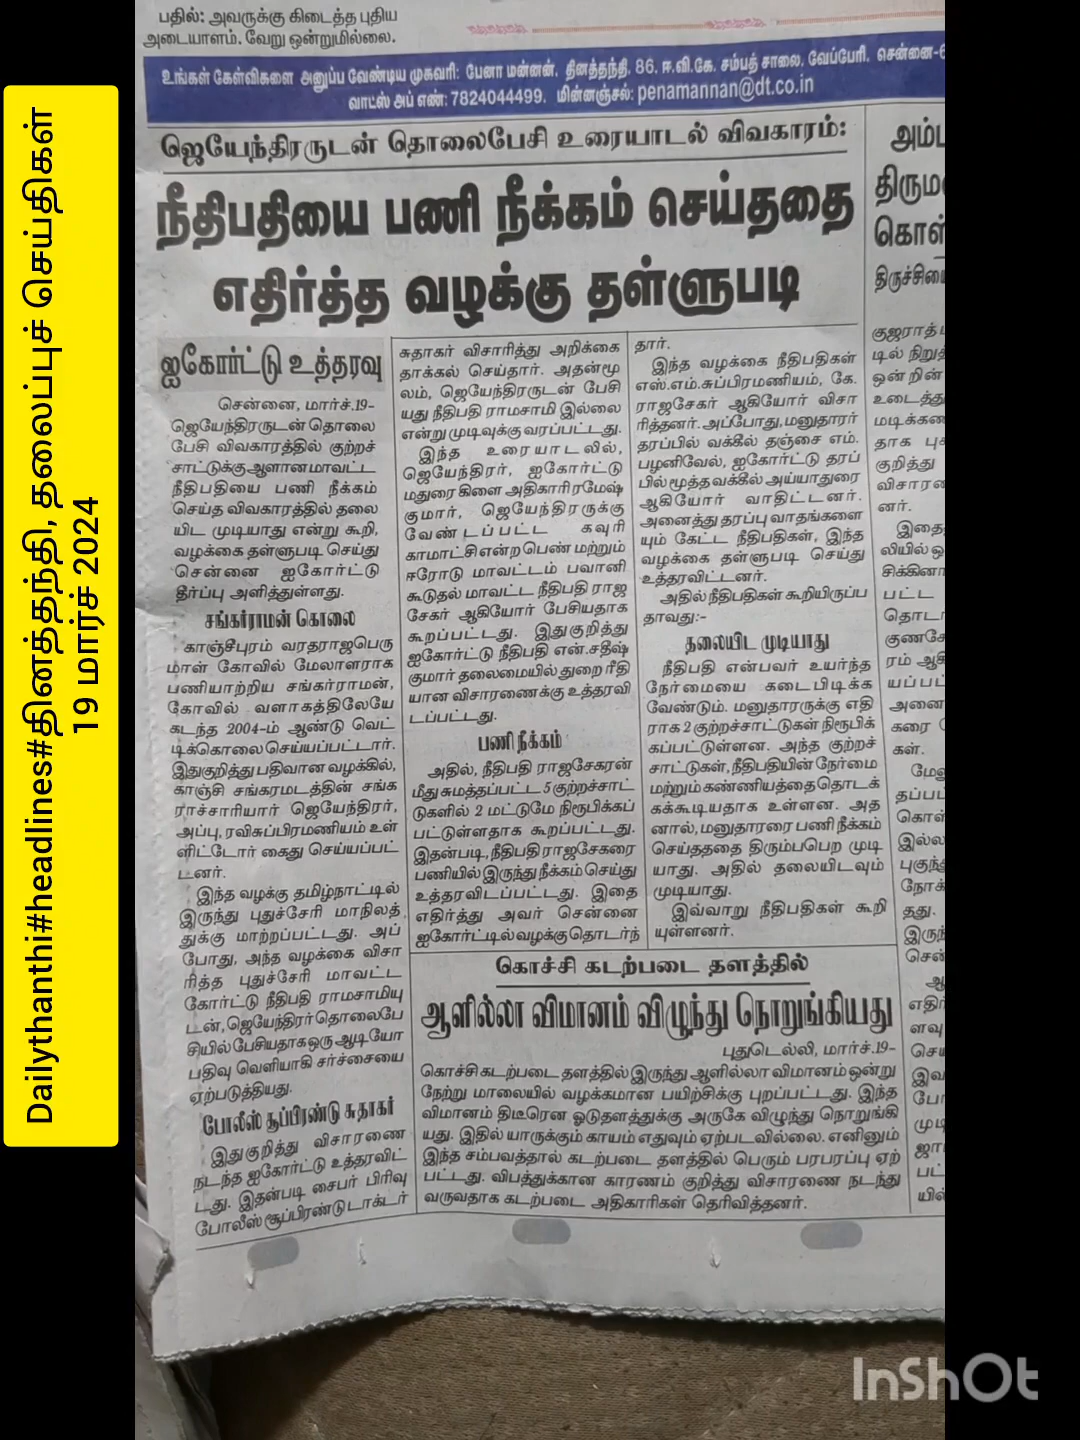 Dailythanthi#headlines#தினத்தந்தி, தலைப்புச் செய்திகள்
19 மார்ச் 2024
பதில்: அவருக்கு கிடைத்த புதிய
அடையாளம். வேறு ஒன்றுமில்லை.
உங்கள் கேள்விகளை அனுப்ப வேண்டிய முகவரி: பேனா மன்னன், தினத்தந்தி, 86, ஈ.வி.கே. சம்பத் சாலை, வேப்பேரி, சென்னை-
வாட்ஸ் அப் எண்: 7824044499. மின்னஞ்சல்: penamannan@dt.co.in
ஜெயேந்திரருடன் தொலைபேசி உரையாடல் விவகாரம்:
நீதிபதியை பணி நீக்கம் செய்ததை
எதிர்த்த வழக்கு தள்ளுபடி
ஐகோர்ட்டு உத்தரவு
சென்னை, மார்ச்.19-
ஜெயேந்திரருடன் தொலை
பேசி விவகாரத்தில் குற்றச்
சாட்டுக்கு ஆளான மாவட்ட
நீதிபதியை பணி நீக்கம்
செய்த விவகாரத்தில் தலை
யிட முடியாது என்று கூறி,
வழக்கை தள்ளுபடி செய்து
சென்னை ஐகோர்ட்டு
தீர்ப்பு அளித்துள்ளது.
சங்கர்ராமன் கொலை
காஞ்சீபுரம் வரதராஜபெரு
மாள் கோவில் மேலாளராக
பணியாற்றிய சங்கர்ராமன்,
கோவில் வளாகத்திலேயே
கடந்த 2004-ம் ஆண்டு வெட்
டிக்கொலை செய்யப்பட்டார்.
இதுகுறித்து பதிவான வழக்கில்,
காஞ்சி சங்கரமடத்தின் சங்க
ராச்சாரியார் ஜெயேந்திரர்,
அப்பு, ரவிசுப்பிரமணியம் உள்
ளிட்டோர் கைது செய்யப்பட்
டனர்.
இந்த வழக்கு தமிழ்நாட்டில்
இருந்து புதுச்சேரி மாநிலத்
துக்கு மாற்றப்பட்டது. அப்
போது, அந்த வழக்கை விசா
ரித்த புதுச்சேரி மாவட்ட
கோர்ட்டு நீதிபதி ராமசாமியு
டன், ஜெயேந்திரர் தொலைபே
சியில் பேசியதாக ஒரு ஆடியோ
பதிவு வெளியாகி சர்ச்சையை
ஏற்படுத்தியது.
போலீஸ் சூப்பிரண்டு சுதாகர்
இதுகுறித்து விசாரணை
நடந்த ஐகோர்ட்டு உத்தரவிட்
டது. இதன்படி சைபர் பிரிவு
போலீஸ் சூப்பிரண்டு டாக்டர்
சுதாகர் விசாரித்து அறிக்கை
தாக்கல் செய்தார். அதன்மூ
லம், ஜெயேந்திரருடன் பேசி
யது நீதிபதி ராமசாமி இல்லை
என்று முடிவுக்கு வரப்பட்டது.
இந்த உரையாடலில்,
ஜெயேந்திரர், ஐகோர்ட்டு
மதுரை கிளை அதிகாரி ரமேஷ்
குமார், ஜெயேந்திரருக்கு
வேண்டப்பட்ட கவுரி
காமாட்சி என்ற பெண் மற்றும்
ஈரோடு மாவட்டம் பவானி
கூடுதல் மாவட்ட நீதிபதி ராஜ
சேகர் ஆகியோர் பேசியதாக
கூறப்பட்டது. இதுகுறித்து
ஐகோர்ட்டு நீதிபதி என்.சதீஷ்
குமார் தலைமையில் துறை ரீதி
யான விசாரணைக்கு உத்தரவி
டப்பட்டது.
பணி நீக்கம்
அதில், நீதிபதி ராஜசேகரன்
மீது சுமத்தப்பட்ட 5 குற்றச்சாட்
டுகளில் 2 மட்டுமே நிரூபிக்கப்
பட்டுள்ளதாக கூறப்பட்டது.
இதன்படி, நீதிபதி ராஜசேகரை
பணியில் இருந்து நீக்கம் செய்து
உத்தரவிடப்பட்டது. இதை
எதிர்த்து அவர் சென்னை
ஐகோர்ட்டில் வழக்கு தொடர்ந்
தார்.
இந்த வழக்கை நீதிபதிகள்
எஸ்.எம்.சுப்பிரமணியம், கே.
ராஜசேகர் ஆகியோர் விசா
ரித்தனர். அப்போது, மனுதாரர்
தரப்பில் வக்கீல் தஞ்சை எம்.
பழனிவேல், ஐகோர்ட்டு தரப்
பில் மூத்த வக்கீல் அய்யாதுரை
ஆகியோர் வாதிட்டனர்.
அனைத்து தரப்பு வாதங்களை
யும் கேட்ட நீதிபதிகள், இந்த
வழக்கை தள்ளுபடி செய்து
உத்தரவிட்டனர்.
அதில் நீதிபதிகள் கூறியிருப்ப
தாவது:-
தலையிட முடியாது
நீதிபதி என்பவர் உயர்ந்த
நேர்மையை கடைபிடிக்க
வேண்டும். மனுதாரருக்கு எதி
ராக 2 குற்றச்சாட்டுகள் நிரூபிக்
கப்பட்டுள்ளன. அந்த குற்றச்
சாட்டுகள், நீதிபதியின் நேர்மை
மற்றும் கண்ணியத்தை தொடக்
கக்கூடியதாக உள்ளன. அத
னால், மனுதாரரை பணி நீக்கம்
செய்ததை திரும்பபெற முடி
யாது. அதில் தலையிடவும்
முடியாது.
இவ்வாறு நீதிபதிகள் கூறி
யுள்ளனர்.
கொச்சி கடற்படை தளத்தில்
ஆளில்லா விமானம் விழுந்து நொறுங்கியது
புதுடெல்லி, மார்ச்.19-
கொச்சி கடற்படை தளத்தில் இருந்து ஆளில்லா விமானம் ஒன்று
நேற்று மாலையில் வழக்கமான பயிற்சிக்கு புறப்பட்டது. இந்த
விமானம் திடீரென ஓடுதளத்துக்கு அருகே விழுந்து நொறுங்கி
யது. இதில் யாருக்கும் காயம் எதுவும் ஏற்படவில்லை. எனினும்
இந்த சம்பவத்தால் கடற்படை தளத்தில் பெரும் பரபரப்பு ஏற்
பட்டது. விபத்துக்கான காரணம் குறித்து விசாரணை நடந்து
வருவதாக கடற்படை அதிகாரிகள் தெரிவித்தனர்.
InShOt